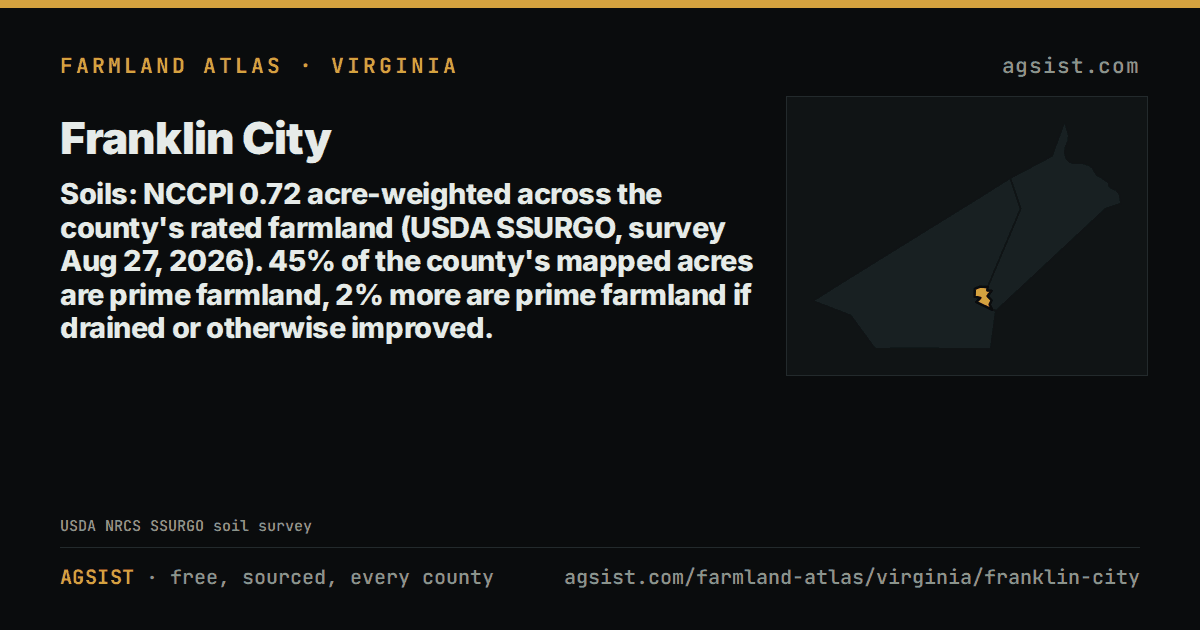 FARMLAND ATLAS · VIRGINIA
agsist.com
Franklin City
Soils: NCCPI 0.72 acre-weighted across the
county's rated farmland (USDA SSURGO, survey
Aug 27, 2026). 45% of the county's mapped acres
are prime farmland, 2% more are prime farmland if
drained or otherwise improved.
USDA NRCS SSURGO soil survey
AGSIST · free, sourced, every county
agsist.com/farmland-atlas/virginia/franklin-city